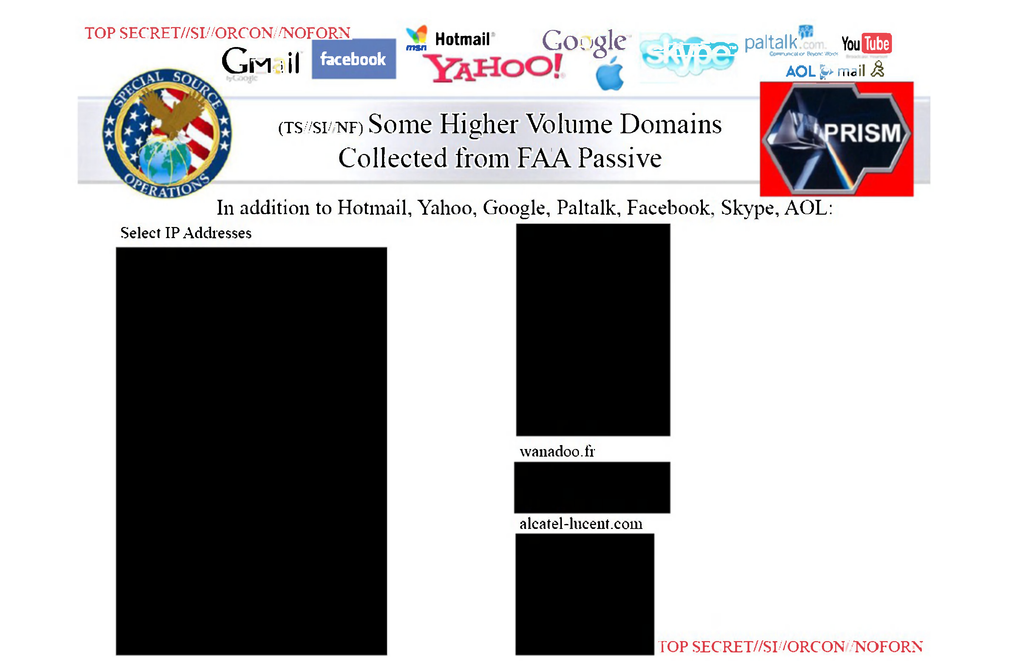 TOP SECRET//SI//ORCON//NOFORN
Gmail
by Google
facebook
msn
Hotmail
YAHOO!
Google
skype
paltalk.com
Communication Beyond Words
YouTube
AOL mail
SPECIAL SOURCE
OPERATIONS
(TS//SI//NF) Some Higher Volume Domains
Collected from FAA Passive
PRISM
In addition to Hotmail, Yahoo, Google, Paltalk, Facebook, Skype, AOL:
Select IP Addresses
wanadoo.fr
alcatel-lucent.com
TOP SECRET//SI//ORCON//NOFORN